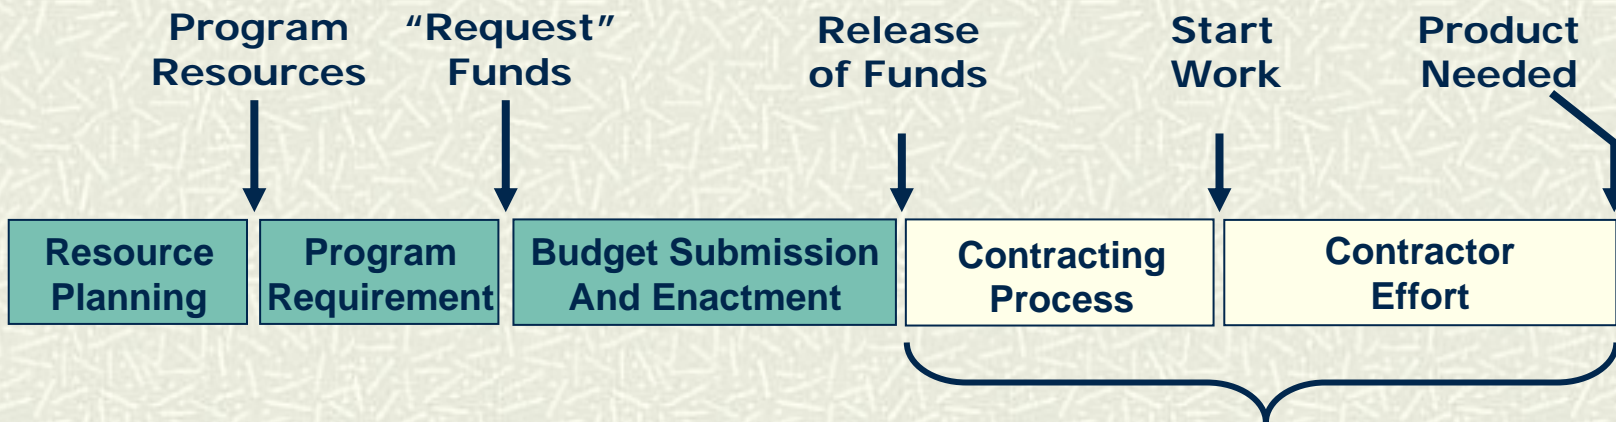 Program
Resources
“Request”
Funds
Release
of Funds
Start
Work
Product
Needed
Resource
Planning
Program
Requirement
Budget Submission
And Enactment
Contracting
Process
Contractor
Effort